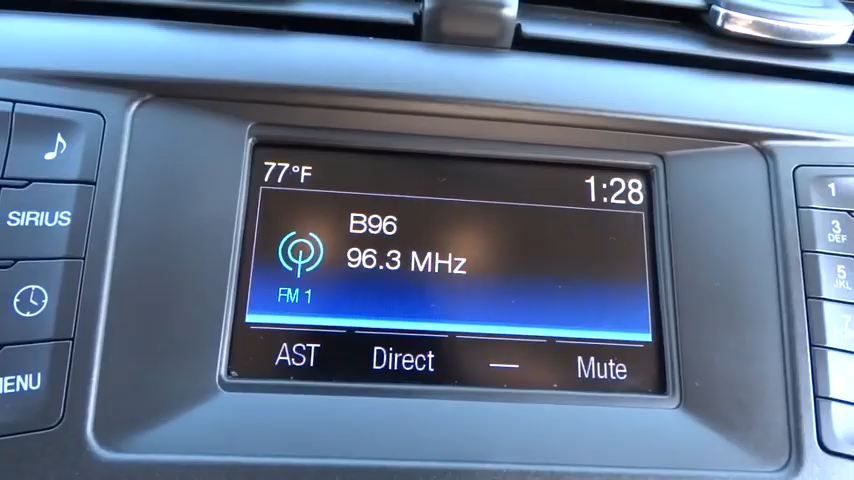 77°F
1:28
B96
96.3 MHz
FM 1
AST Direct — Mute
SIRIUS
MENU
1
3
DEF
5
JKL
7